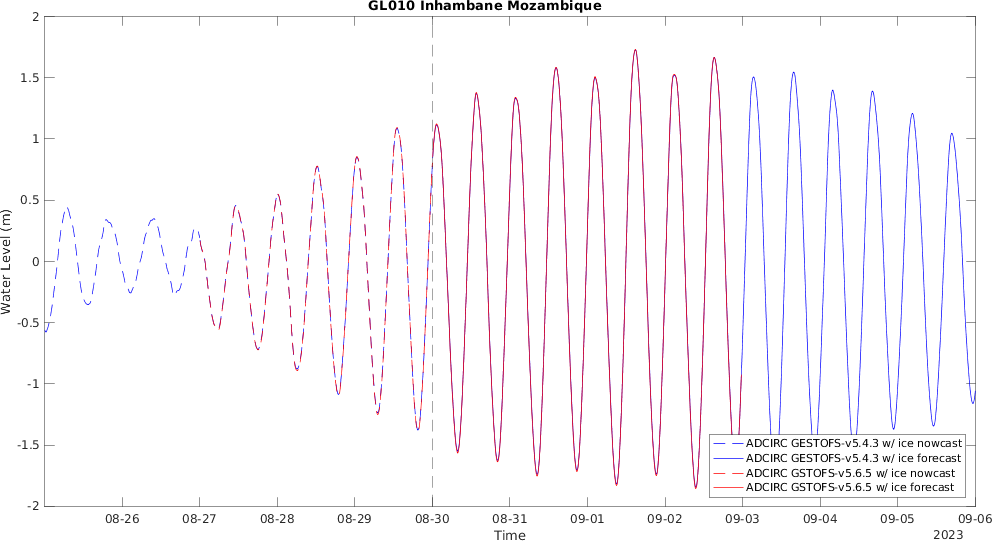 GL010 Inhambane Mozambique
Water Level (m)
2
1.5
1
0.5
0
-0.5
-1
-1.5
-2
ADCIRC GESTOFS-v5.4.3 w/ ice nowcast
ADCIRC GESTOFS-v5.4.3 w/ ice forecast
ADCIRC GSTOFS-v5.6.5 w/ ice nowcast
ADCIRC GSTOFS-v5.6.5 w/ ice forecast
08-26 08-27 08-28 08-29 08-30 08-31 09-01 09-02 09-03 09-04 09-05 09-06
Time
2023